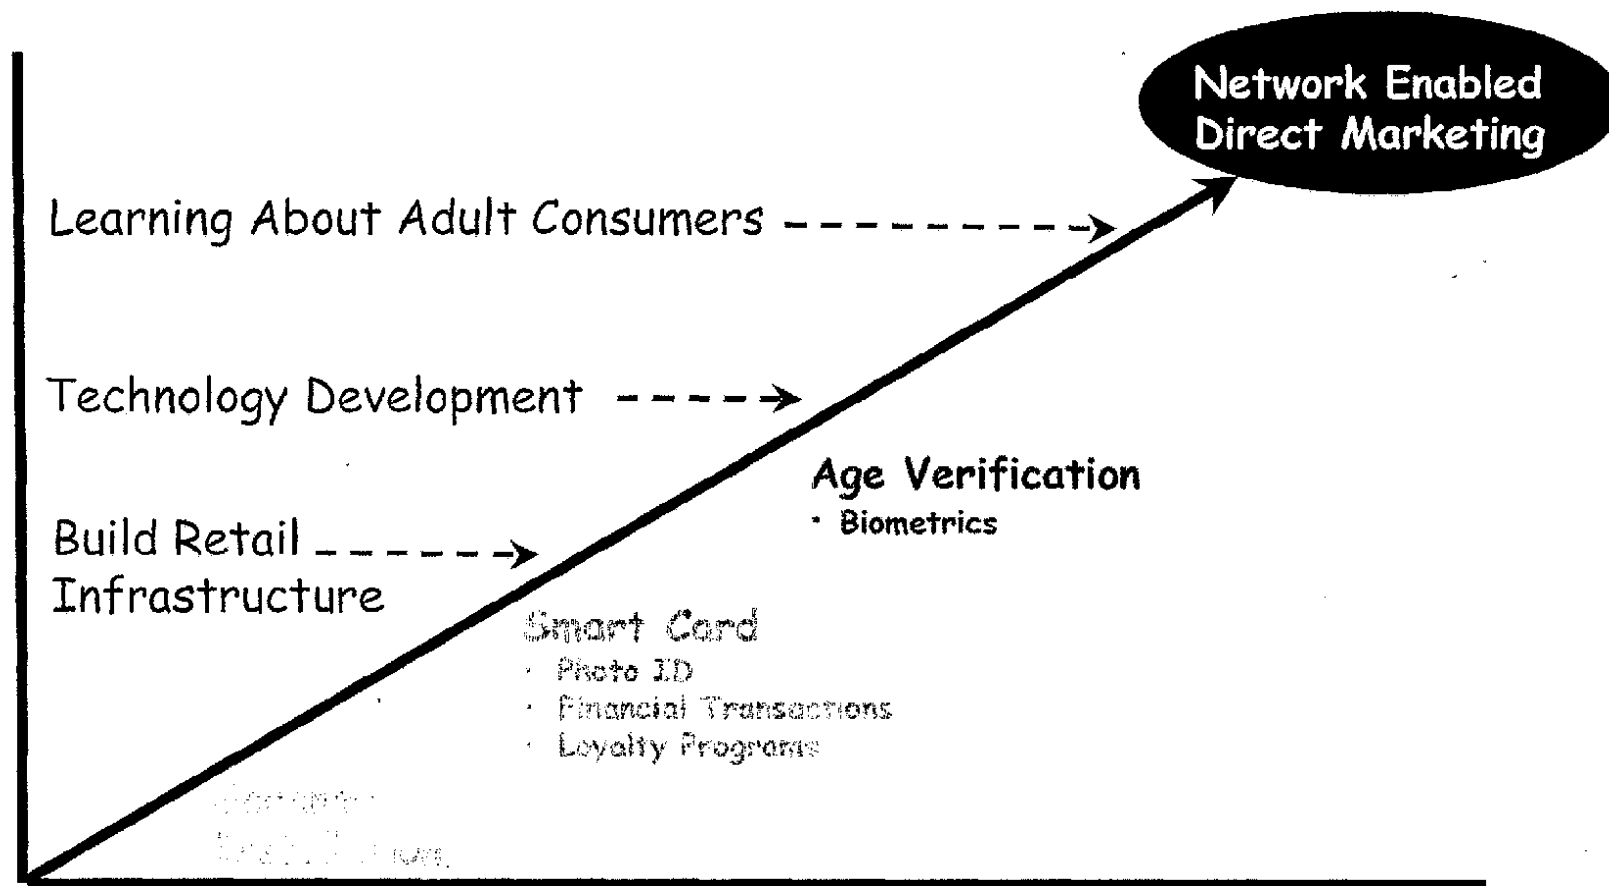 Network Enabled
Direct Marketing
Learning About Adult Consumers
Technology Development
Age Verification
· Biometrics
Build Retail
Infrastructure
Smart Card
· Photo ID
· Financial Transactions
· Loyalty Programs